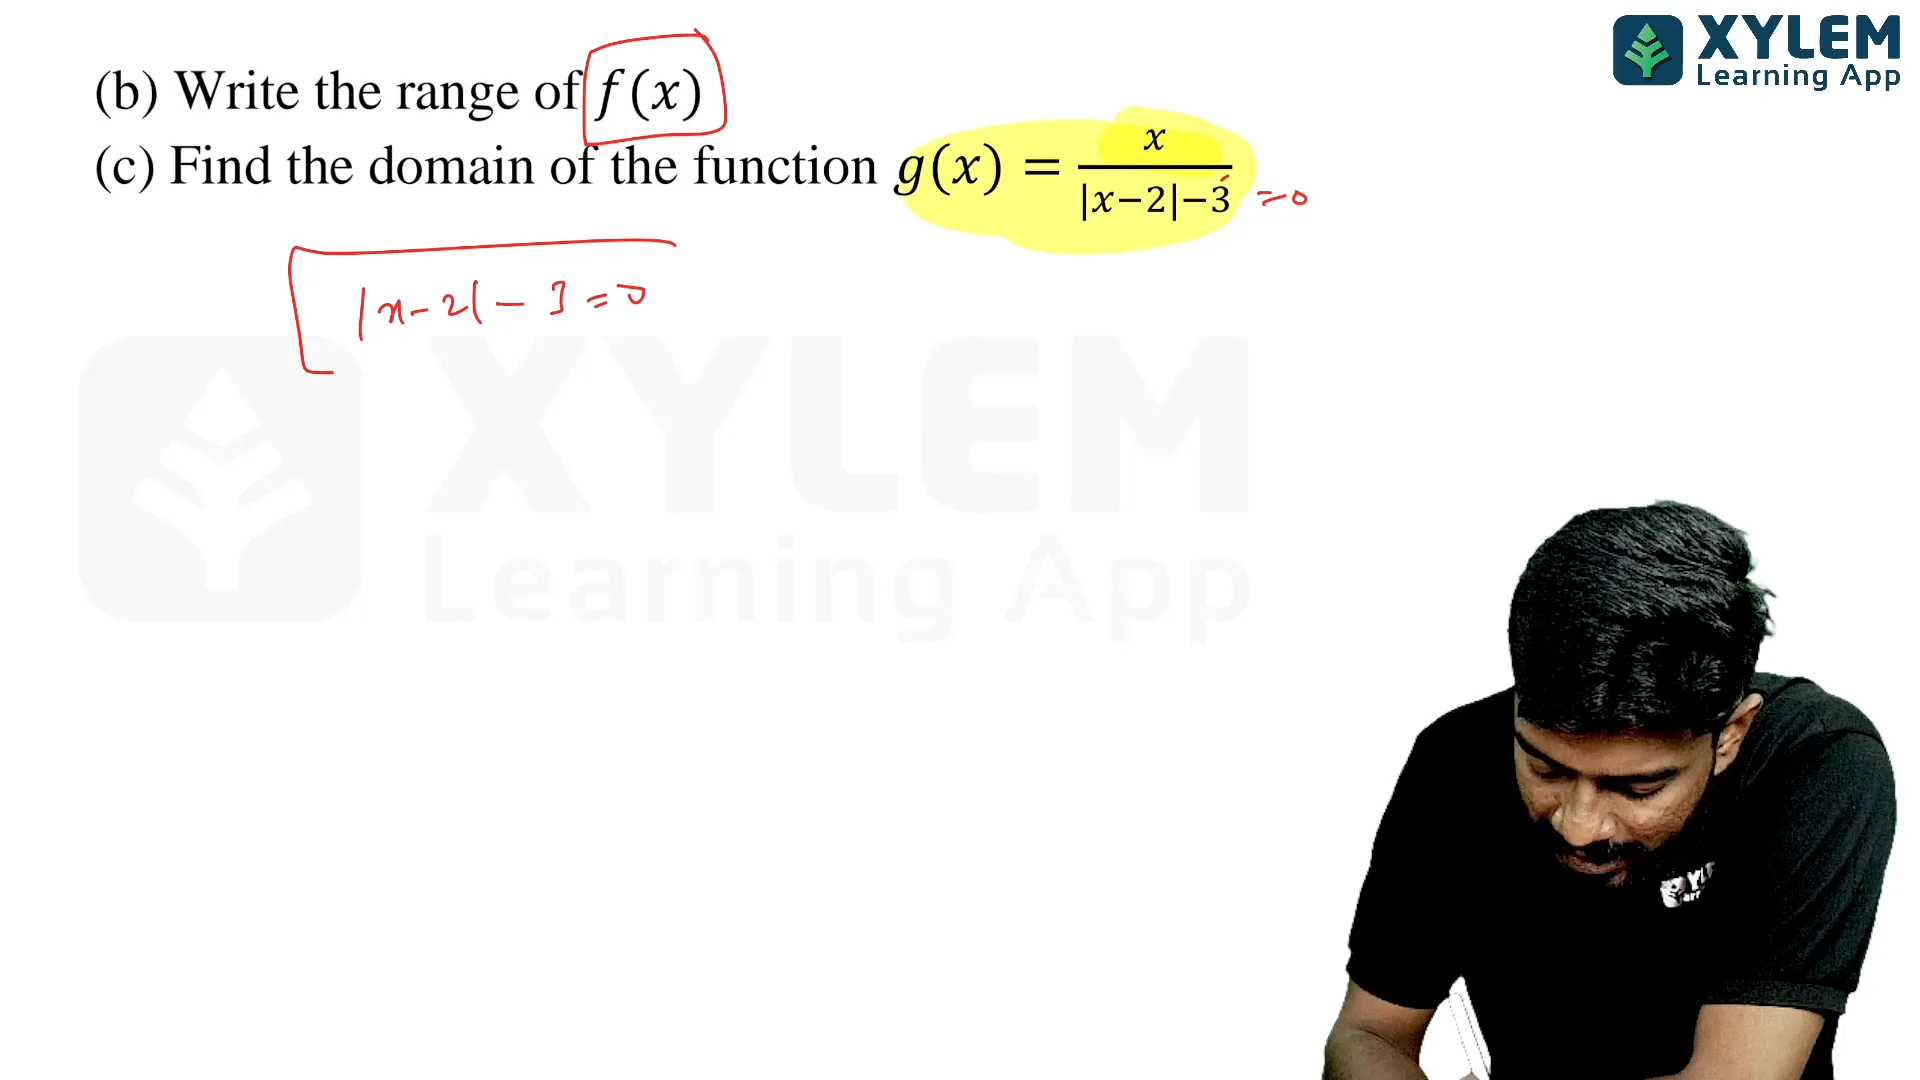 XYLEM
Learning App
(b) Write the range of f(x)
(c) Find the domain of the function g(x) = x / |x−2|−3 =0
|x-2|-3=0
XYLEM
Learning App